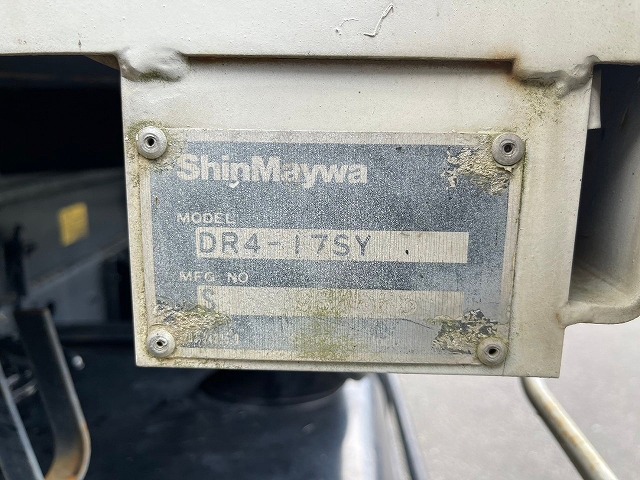 ShinMaywa
MODEL
DR4-17SY
MFG. NO
S